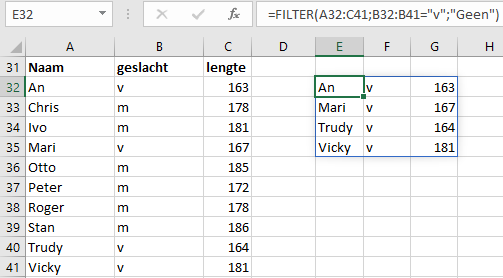 E32 =FILTER(A32:C41;B32:B41="v";"Geen")
A B C D E F G H
31 Naam geslacht lengte
32 An v 163 An v 163
33 Chris m 178 Mari v 167
34 Ivo m 181 Trudy v 164
35 Mari v 167 Vicky v 181
36 Otto m 185
37 Peter m 172
38 Roger m 178
39 Stan m 186
40 Trudy v 164
41 Vicky v 181